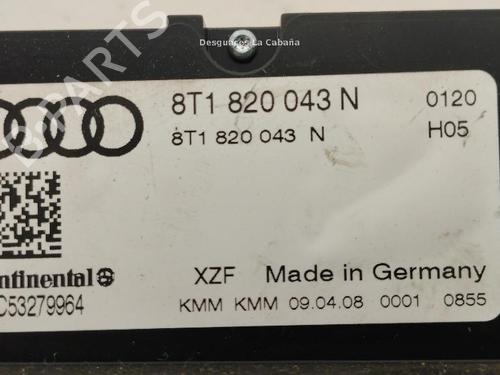 Desguaces La Cabaña
8T1 820 043 N 0120
8T1 820 043 N H05
B-PARTS
ntinental
XZF Made in Germany
C53279964
KMM KMM 09.04.08 0001 0855